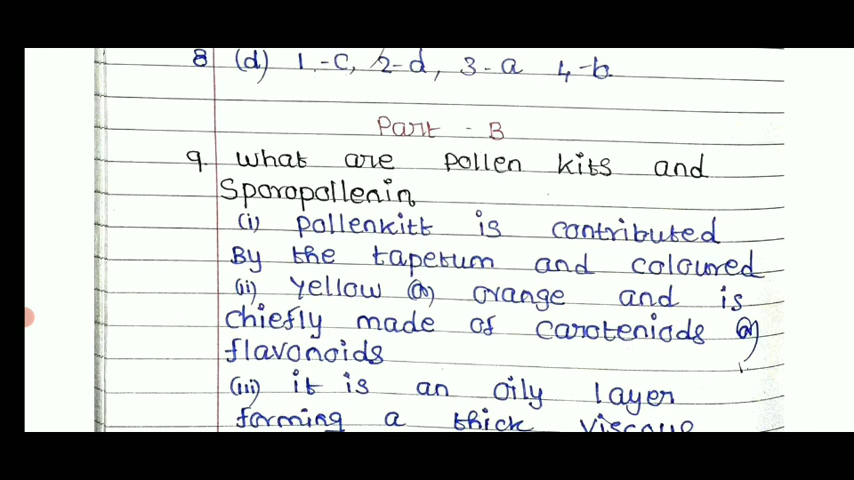 8 (d) 1-c, 2-d, 3-a 4-b
Part - B
9. what are pollen kits and
Sporopollenin
(i) pollenkitt is contributed
By the tapetum and coloured
(ii) yellow (or) orange and is
chiefly made of caroteniods (or)
flavonoids
(iii) it is an oily layer
forming a thick viscous